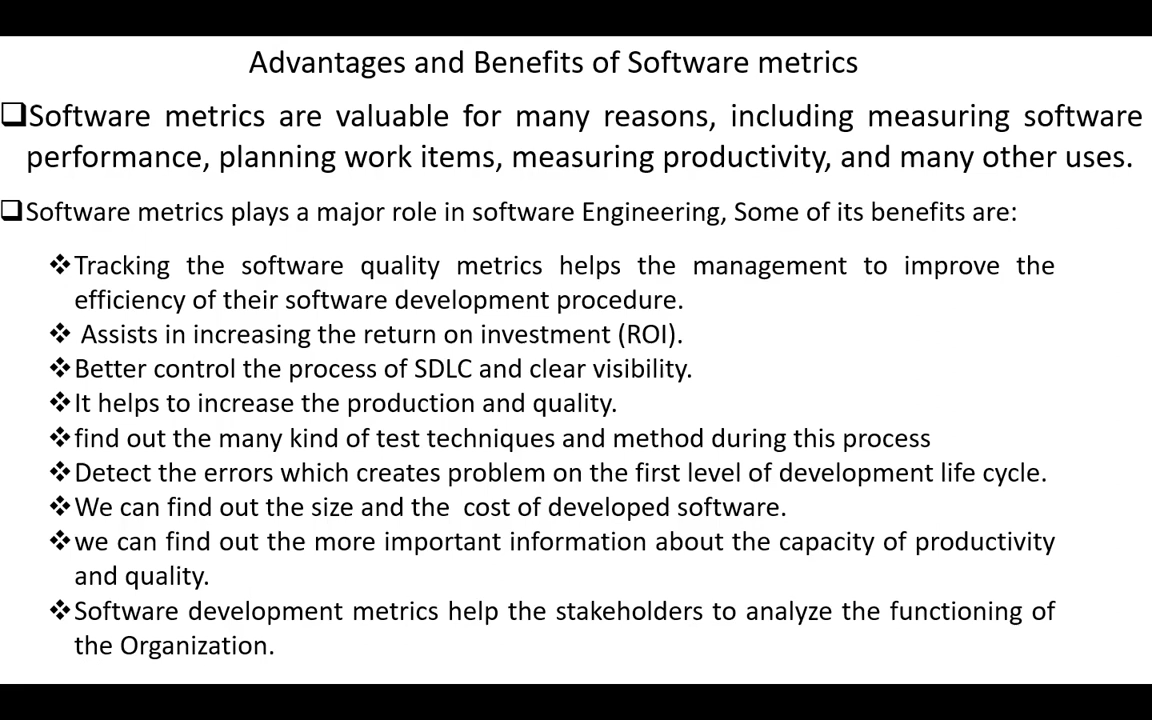 Advantages and Benefits of Software metrics
❑Software metrics are valuable for many reasons, including measuring software
performance, planning work items, measuring productivity, and many other uses.
❑Software metrics plays a major role in software Engineering, Some of its benefits are:
❖Tracking the software quality metrics helps the management to improve the
efficiency of their software development procedure.
❖ Assists in increasing the return on investment (ROI).
❖Better control the process of SDLC and clear visibility.
❖It helps to increase the production and quality.
❖find out the many kind of test techniques and method during this process
❖Detect the errors which creates problem on the first level of development life cycle.
❖We can find out the size and the  cost of developed software.
❖we can find out the more important information about the capacity of productivity
and quality.
❖Software development metrics help the stakeholders to analyze the functioning of
the Organization.